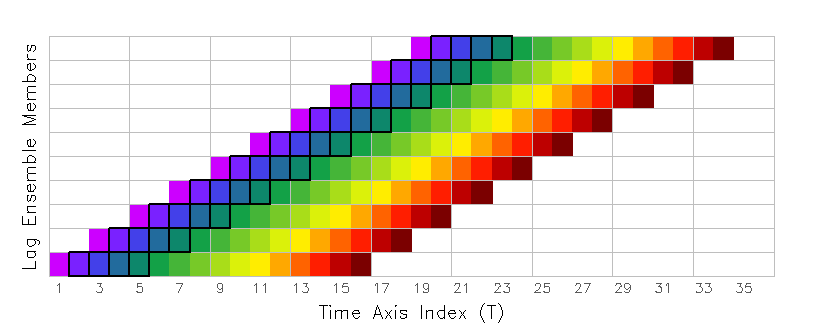 Lag Ensemble Members
1 3 5 7 9 11 13 15 17 19 21 23 25 27 29 31 33 35
Time Axis Index (T)